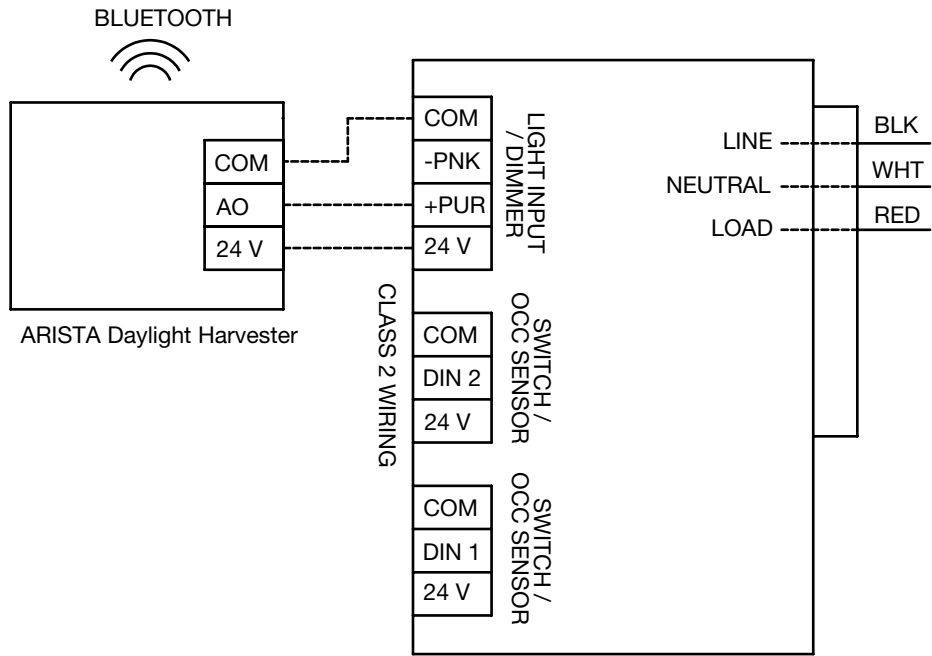 BLUETOOTH
COM
AO
24 V
ARISTA Daylight Harvester
COM
-PNK
+PUR
24 V
LIGHT INPUT
/ DIMMER
CLASS 2 WIRING
COM
DIN 2
24 V
SWITCH /
OCC SENSOR
COM
DIN 1
24 V
SWITCH /
OCC SENSOR
LINE
NEUTRAL
LOAD
BLK
WHT
RED